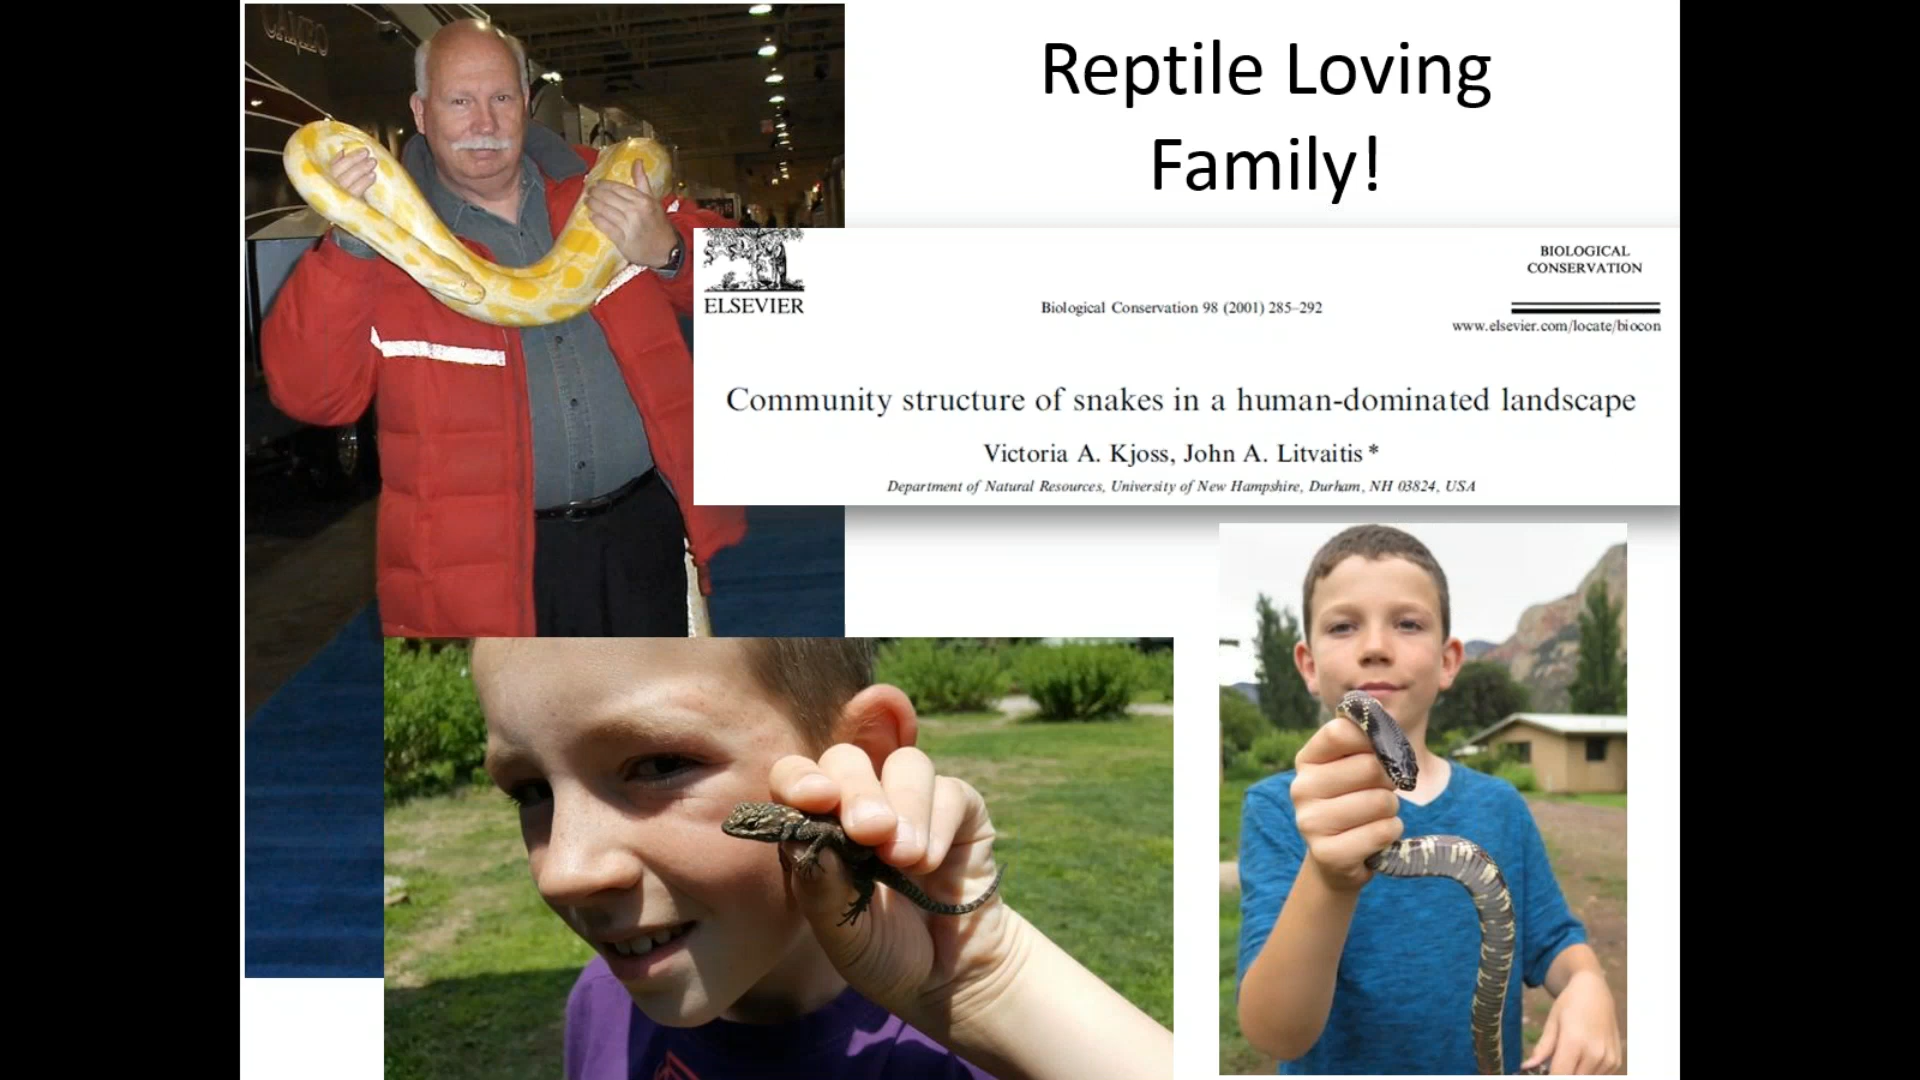 CAMEO
Reptile Loving
Family!
ELSEVIER
BIOLOGICAL
CONSERVATION
Biological Conservation 98 (2001) 285–292
www.elsevier.com/locate/biocon
Community structure of snakes in a human-dominated landscape
Victoria A. Kjoss, John A. Litvaitis *
Department of Natural Resources, University of New Hampshire, Durham, NH 03824, USA